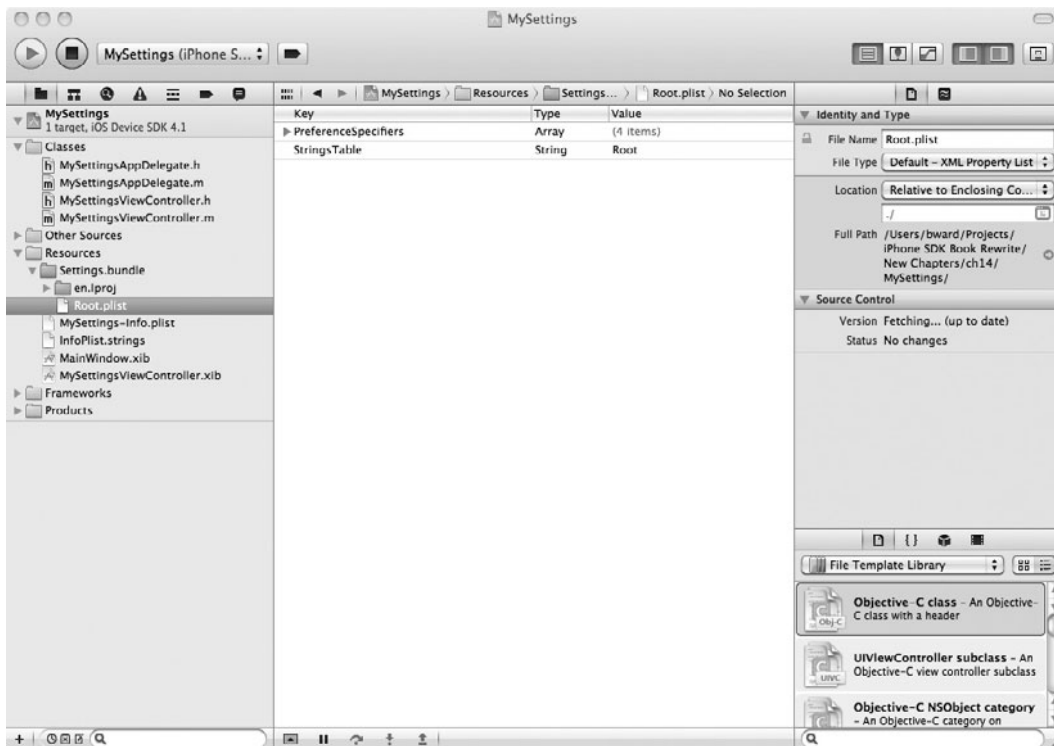 MySettings
MySettings (iPhone S...
MySettings
1 target, iOS Device SDK 4.1
Classes
MySettingsAppDelegate.h
MySettingsAppDelegate.m
MySettingsViewController.h
MySettingsViewController.m
Other Sources
Resources
Settings.bundle
en.lproj
Root.plist
MySettings-Info.plist
InfoPlist.strings
MainWindow.xib
MySettingsViewController.xib
Frameworks
Products
MySettings Resources Settings... Root.plist No Selection
Key Type Value
PreferenceSpecifiers Array (4 items)
StringsTable String Root
Identity and Type
File Name Root.plist
File Type Default - XML Property List
Location Relative to Enclosing Co...
./
Full Path /Users/bward/Projects/
iPhone SDK Book Rewrite/
New Chapters/ch14/
MySettings/
Source Control
Version Fetching... (up to date)
Status No changes
{}
File Template Library
Obj-C
Objective-C class - An Objective-
C class with a header
UIVC
UIViewController subclass - An
Objective-C view controller subclass
Objective-C NSObject category
- An Objective-C category on